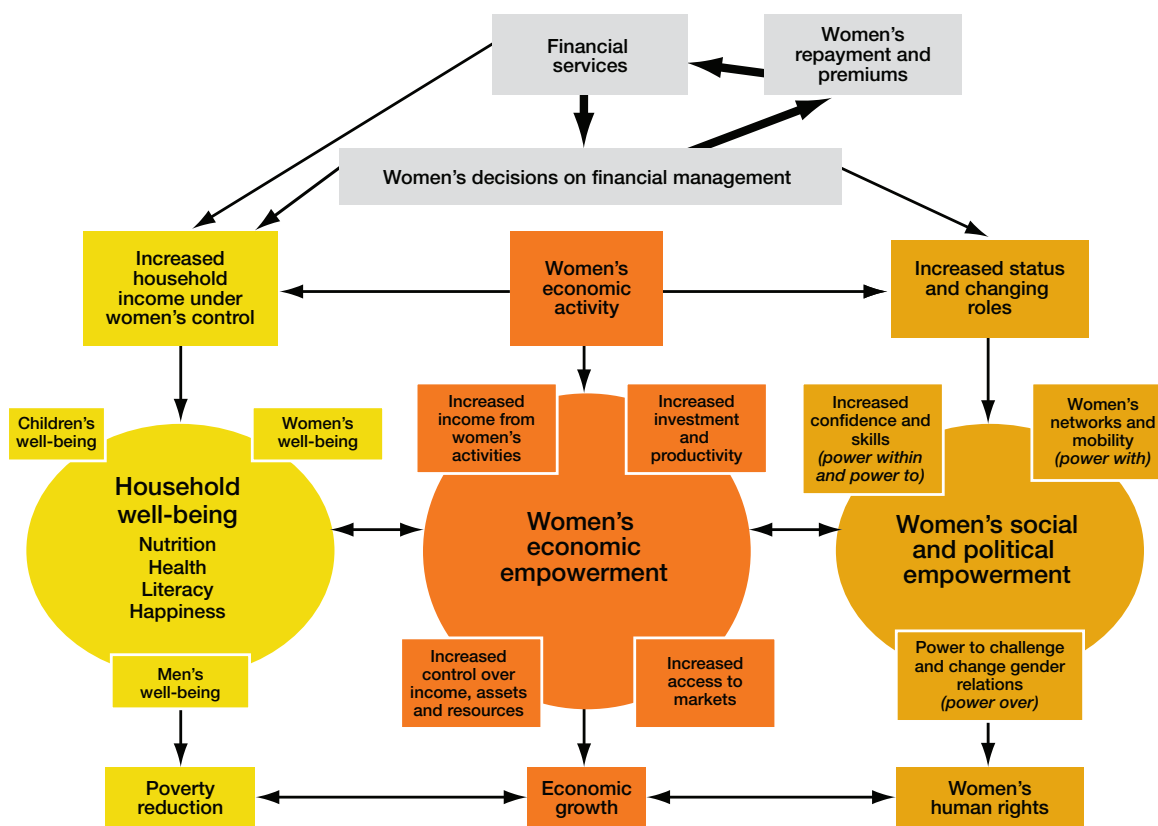 Financial
services
Women’s
repayment and
premiums
Women’s decisions on financial management
Increased
household
income under
women’s control
Women’s
economic
activity
Increased status
and changing
roles
Children’s
well-being
Women’s
well-being
Household
well-being
Nutrition
Health
Literacy
Happiness
Men’s
well-being
Increased
income from
women’s
activities
Increased
investment
and
productivity
Women’s
economic
empowerment
Increased
control over
income, assets
and resources
Increased
access to
markets
Increased
confidence and
skills
(power within
and power to)
Women’s
networks and
mobility
(power with)
Women’s social
and political
empowerment
Power to challenge
and change gender
relations
(power over)
Poverty
reduction
Economic
growth
Women’s
human rights